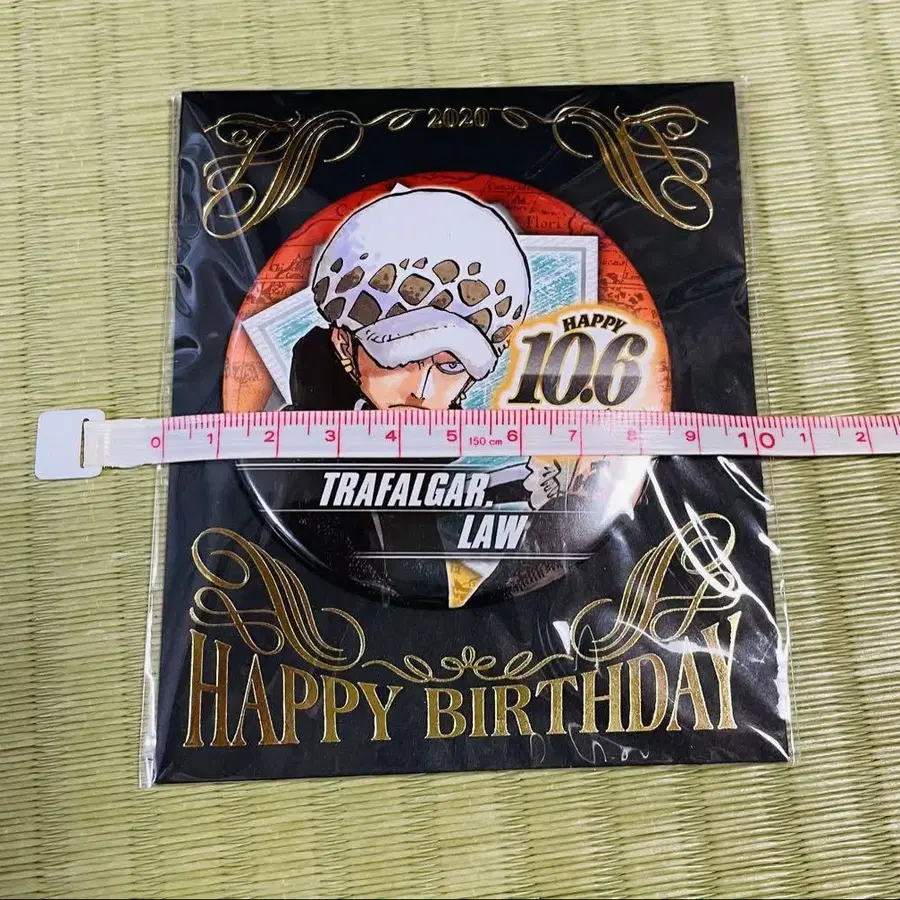 2020
Flori
HAPPY
10.6
0 1 2 3 4 5 150cm 6 7 8 9 10 1 2
TRAFALGAR.
LAW
HAPPY BIRTHDAY